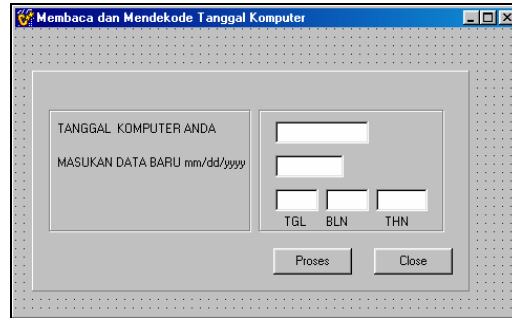 Membaca dan Mendekode Tanggal Komputer
TANGGAL KOMPUTER ANDA
MASUKAN DATA BARU mm/dd/yyyy
TGL BLN THN
Proses Close